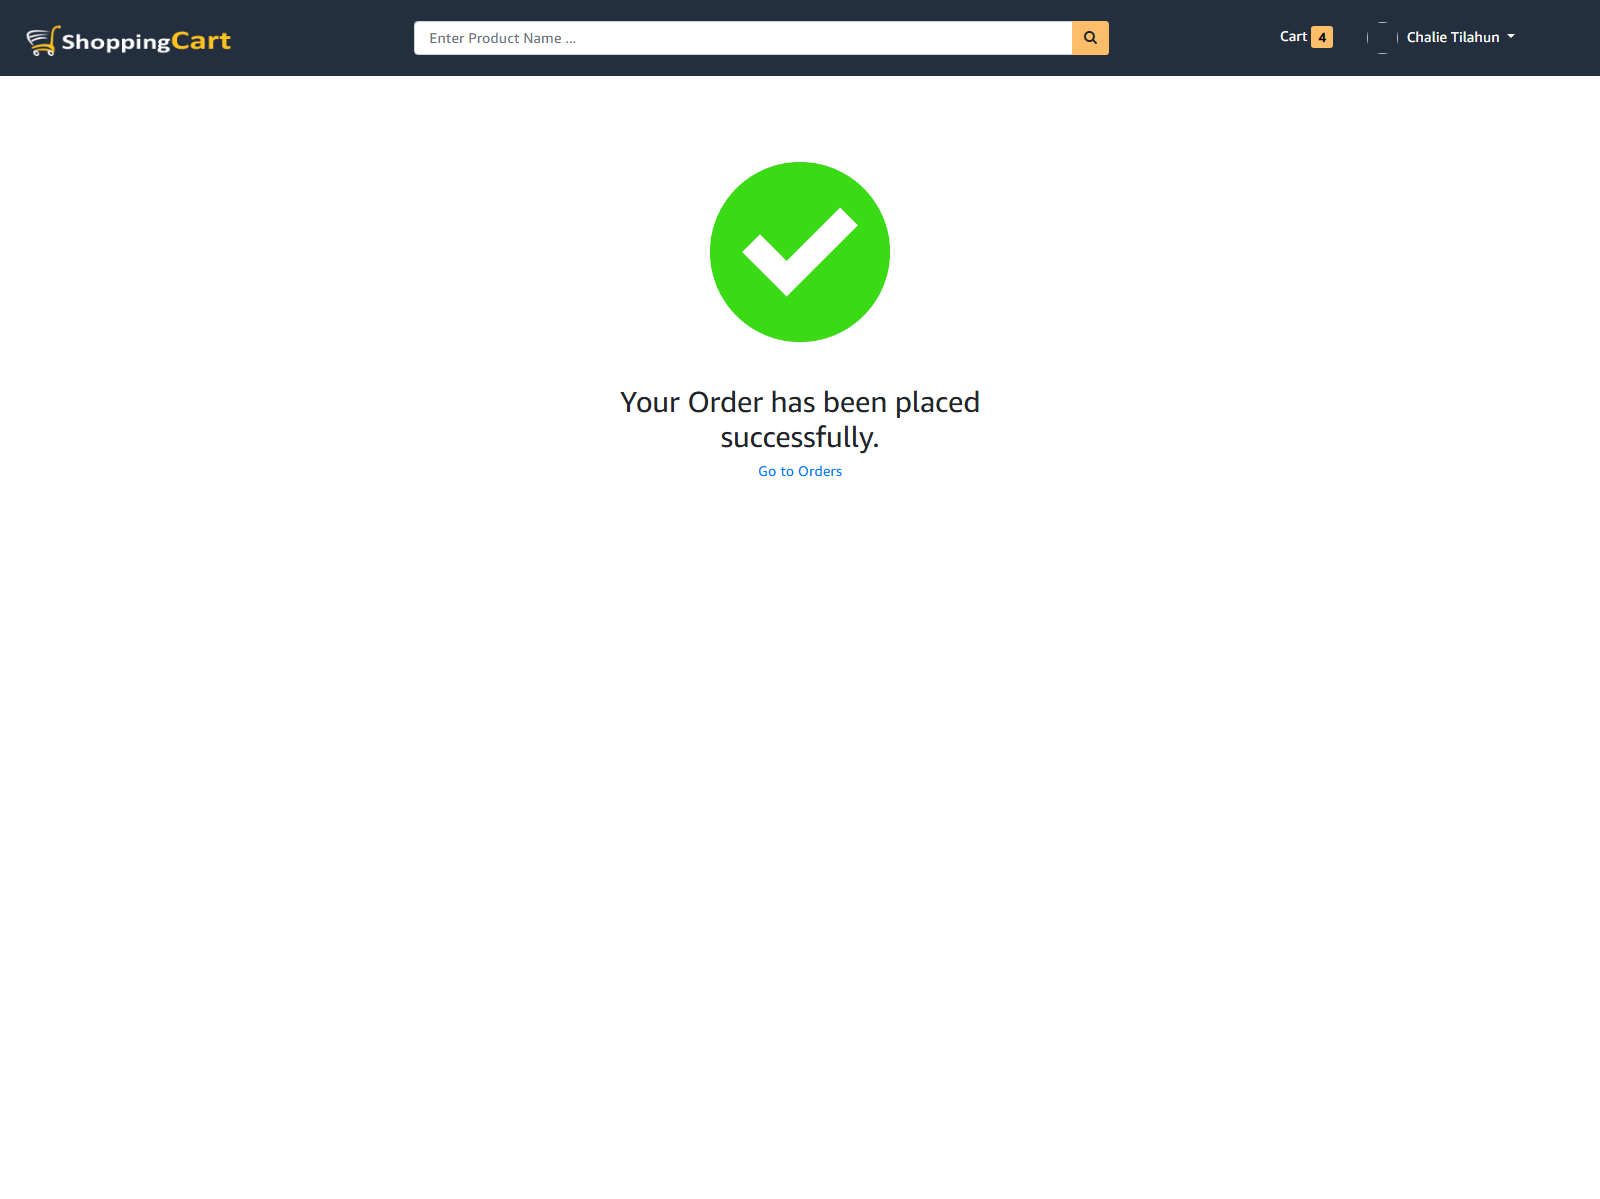 ShoppingCart
Enter Product Name ...
Cart 4
Chalie Tilahun
Your Order has been placed
successfully.
Go to Orders